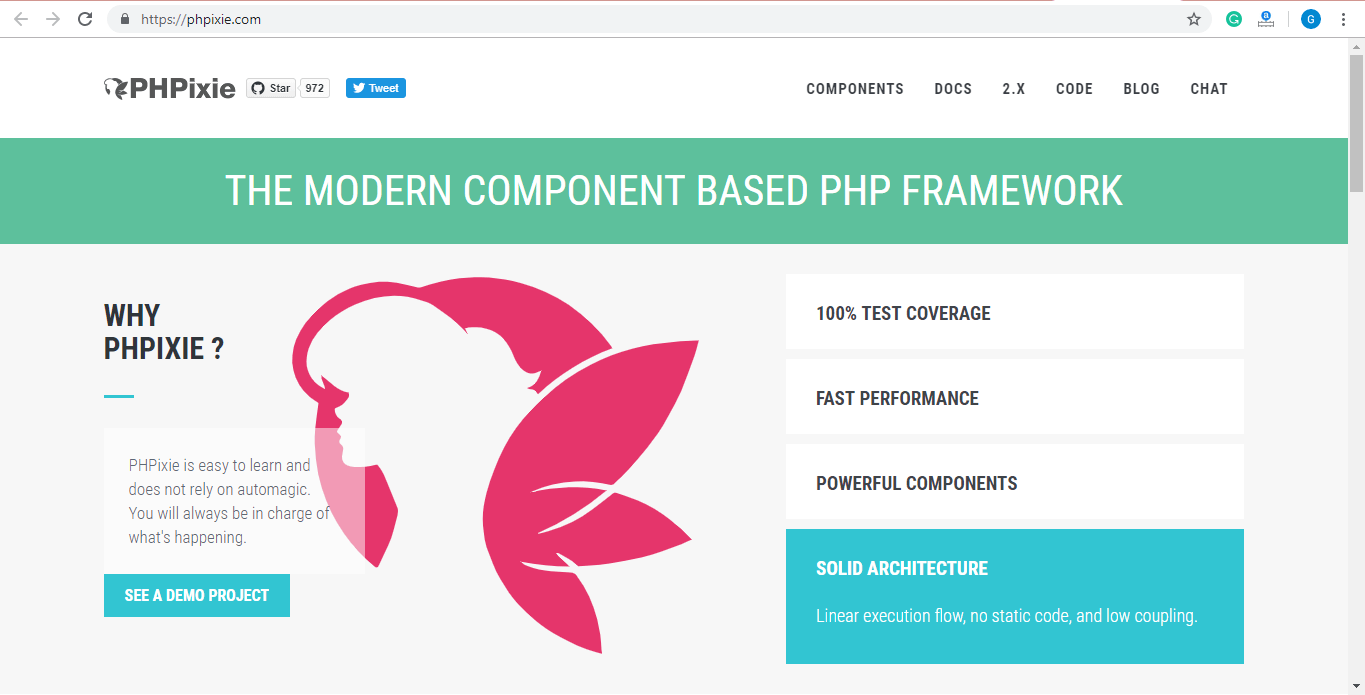 https://phpixie.com
G
PHPixie Star 972 Tweet
COMPONENTS DOCS 2.X CODE BLOG CHAT
THE MODERN COMPONENT BASED PHP FRAMEWORK
WHY
PHPIXIE ?
PHPixie is easy to learn and
does not rely on automagic.
You will always be in charge of
what's happening.
SEE A DEMO PROJECT
100% TEST COVERAGE
FAST PERFORMANCE
POWERFUL COMPONENTS
SOLID ARCHITECTURE
Linear execution flow, no static code, and low coupling.